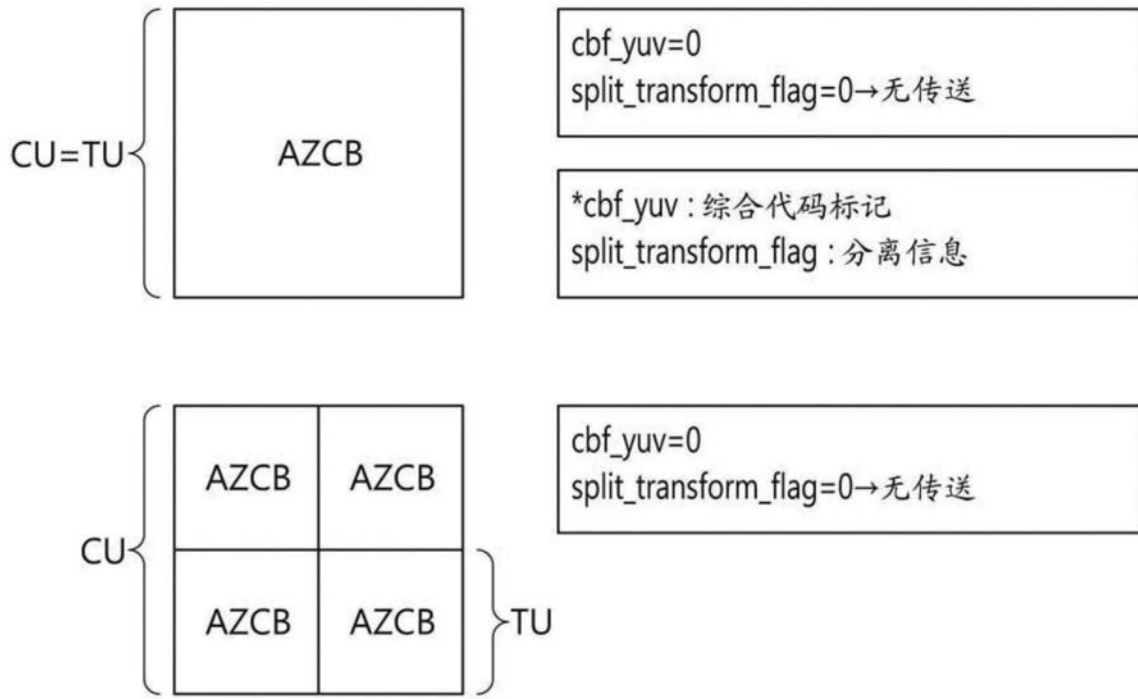 CU=TU
AZCB
cbf_yuv=0
split_transform_flag=0→无传送
*cbf_yuv : 综合代码标记
split_transform_flag : 分离信息
CU
AZCB AZCB
AZCB AZCB
TU
cbf_yuv=0
split_transform_flag=0→无传送